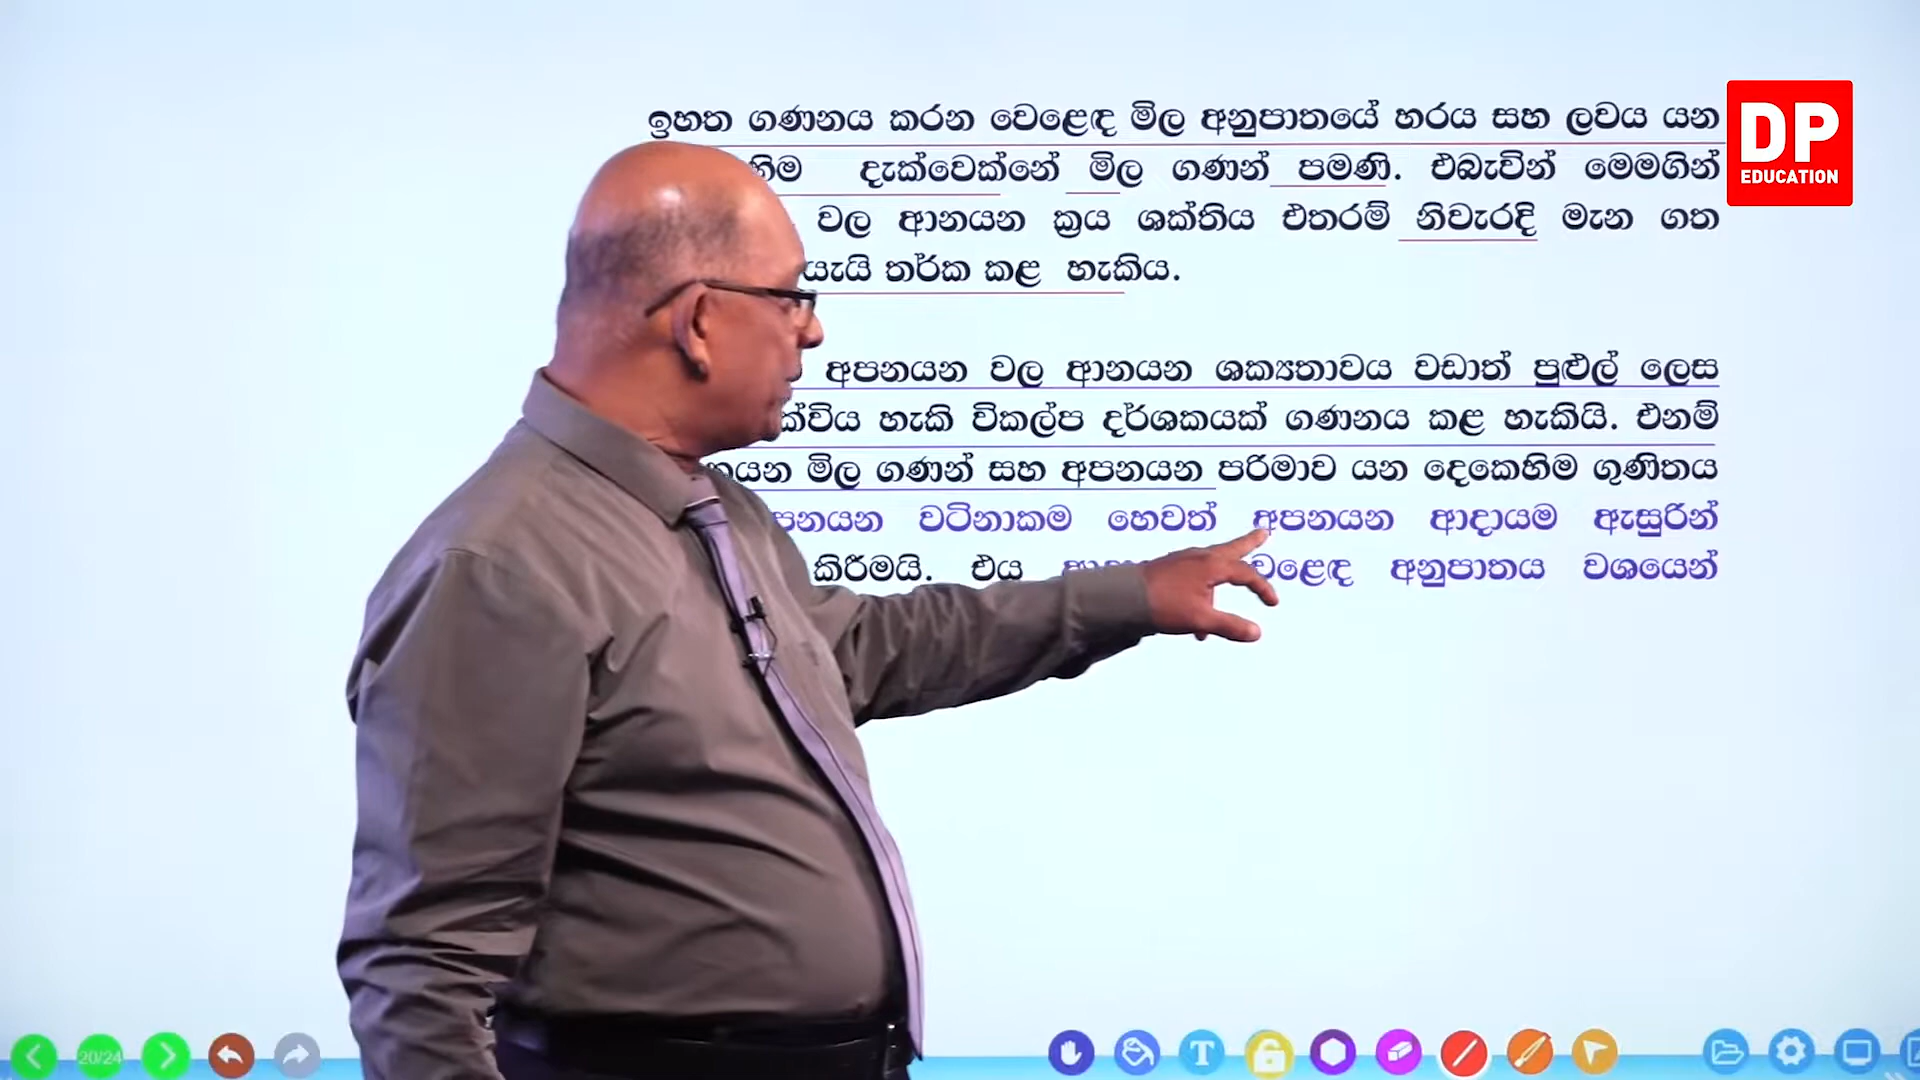 ඉහත ගණනය කරන වෙළෙඳ මිල අනුපාතයේ හරය සහ ලවය යන
දැක්වෙක්නේ මිල ගණන් පමණි. එබැවින් මෙමගින්
වල ආනයන ක්‍රය ශක්තිය එතරම් නිවැරදි මැන ගත
තර්ක කළ හැකිය.
අපනයන වල ආනයන ශක්‍යතාවය වඩාත් පුළුල් ලෙස
හැකි විකල්ප දර්ශකයක් ගණනය කළ හැකියි. එනම්
මිල ගණන් සහ අපනයන පරිමාව යන දෙකෙහිම ගුණිතය
වටිනාකම හෙවත් අපනයන ආදායම ඇසුරින්
කිරීමයි. එය අනුපාතය වශයෙන්
DP
EDUCATION
20/24
T